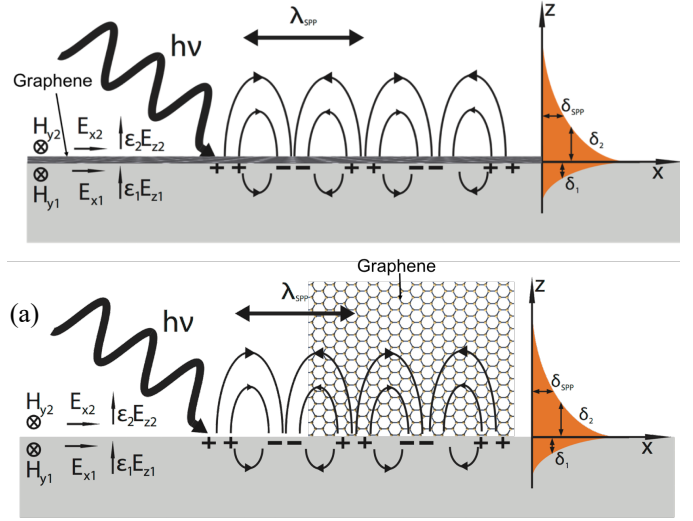 λSPP
z
hν
Graphene
δSPP
Hy2 Ex2 ε2Ez2
δ2
⊗
x
+ + − − + + + − − + +
⊗
δ1
Hy1 Ex1 ε1Ez1
Graphene
z
(a)
λSPP
hν
δSPP
Hy2 Ex2 ε2Ez2
δ2
⊗
+ + − − + + − − + +
x
⊗
δ1
Hy1 Ex1 ε1Ez1